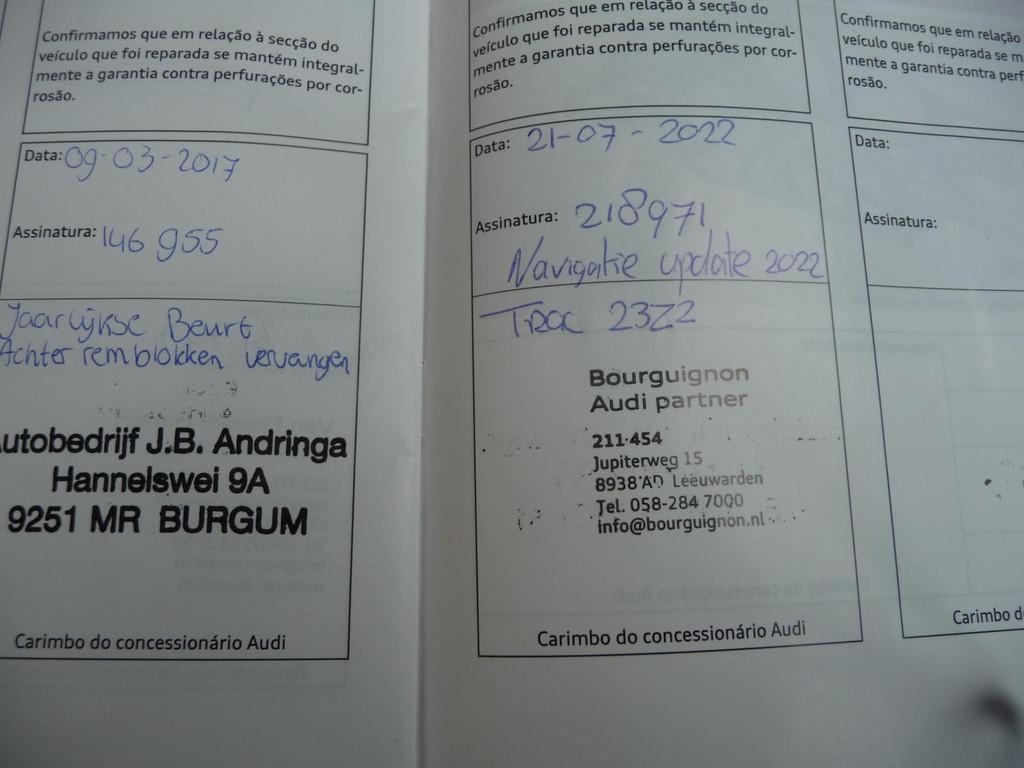 Confirmamos que em relação à secção do
veículo que foi reparada se mantém integral-
mente a garantia contra perfurações por cor-
rosão.
Data: 09-03-2017
Assinatura: 146 955
Jaarlijkse Beurt
Achter remblokken vervangen
utobedrijf J.B. Andringa
Hannelswei 9A
9251 MR BURGUM
Carimbo do concessionário Audi
Confirmamos que em relação à secção do
veículo que foi reparada se mantém integral-
mente a garantia contra perfurações por cor-
rosão.
Data: 21-07-2022
Assinatura: 218971
Navigatie update 2022
23Z2
Bourguignon
Audi partner
211-454
Jupiterweg 15
8938 AD Leeuwarden
Tel. 058-284 7000
info@bourguignon.nl
Carimbo do concessionário Audi
Confirmamos que em relação
veículo que foi reparada se m
mente a garantia contra perf
rosão.
Data:
Assinatura:
Carimbo d